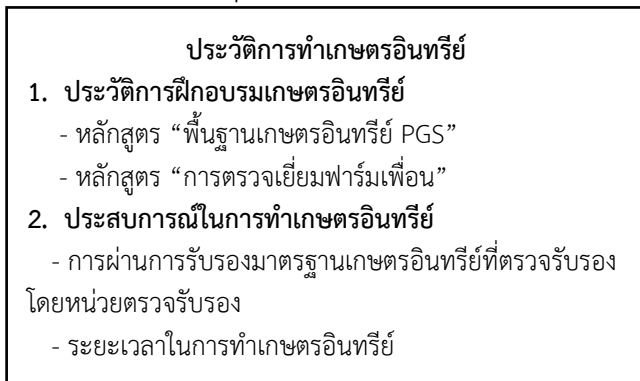 ประวัติการทำเกษตรอินทรีย์
1. ประวัติการฝึกอบรมเกษตรอินทรีย์
- หลักสูตร “พื้นฐานเกษตรอินทรีย์ PGS”
- หลักสูตร “การตรวจเยี่ยมฟาร์มเพื่อน”
2. ประสบการณ์ในการทำเกษตรอินทรีย์
- การผ่านการรับรองมาตรฐานเกษตรอินทรีย์ที่ตรวจรับรอง
โดยหน่วยตรวจรับรอง
- ระยะเวลาในการทำเกษตรอินทรีย์